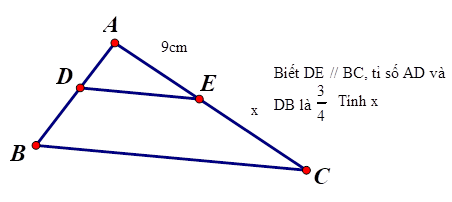 A
9cm
D
E
Biết DE // BC, tỉ số AD và
x
DB là 3/4 Tính x
B
C